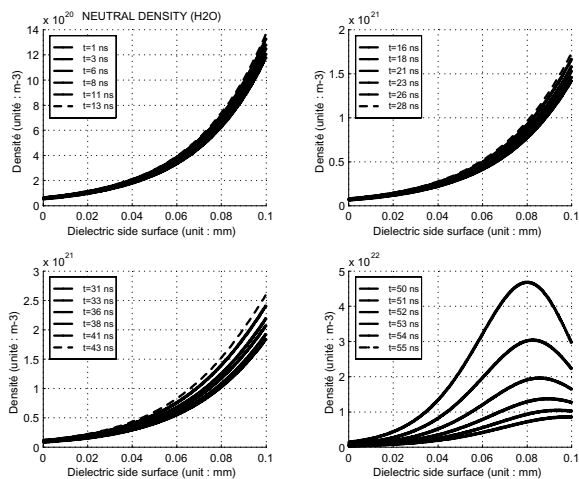 x 10^20 NEUTRAL DENSITY (H2O)
14
12
10
8
6
4
2
0
Densité (unité : m-3)
t=1 ns
t=3 ns
t=6 ns
t=8 ns
t=11 ns
t=13 ns
0 0.02 0.04 0.06 0.08 0.1
Dielectric side surface (unit : mm)
x 10^21
2
1.5
1
0.5
0
Densité (unité : m-3)
t=16 ns
t=18 ns
t=21 ns
t=23 ns
t=26 ns
t=28 ns
0 0.02 0.04 0.06 0.08 0.1
Dielectric side surface (unit : mm)
x 10^21
3
2.5
2
1.5
1
0.5
0
Densité (unité : m-3)
t=31 ns
t=33 ns
t=36 ns
t=38 ns
t=41 ns
t=43 ns
0 0.02 0.04 0.06 0.08 0.1
Dielectric side surface (unit : mm)
x 10^22
5
4
3
2
1
0
Densité (unité : m-3)
t=50 ns
t=51 ns
t=52 ns
t=53 ns
t=54 ns
t=55 ns
0 0.02 0.04 0.06 0.08 0.1
Dielectric side surface (unit : mm)